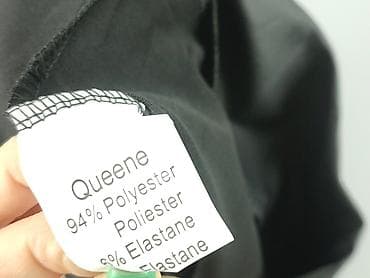 Queene
94% Polyester
Poliester
% Elastane
Elastane